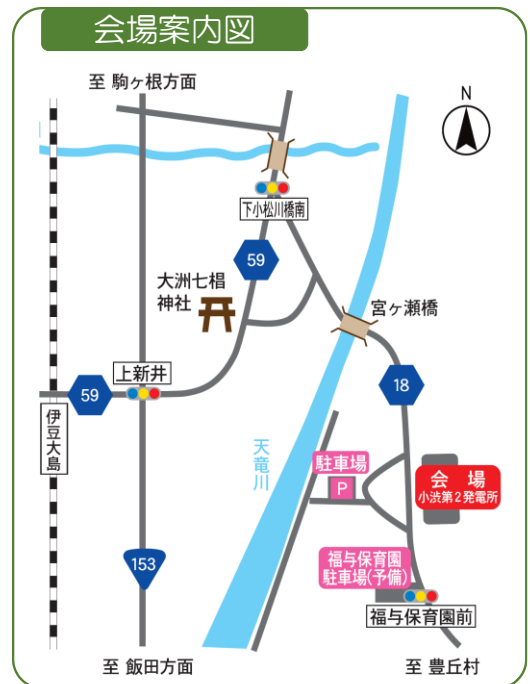 会場案内図
至 駒ヶ根方面
N
下小松川橋南
59
大洲七椙
神社
宮ヶ瀬橋
上新井
59
18
伊豆大島
天竜川
駐車場
P
会場
小渋第2発電所
153
福与保育園
駐車場(予備)
福与保育園前
至 飯田方面
至 豊丘村